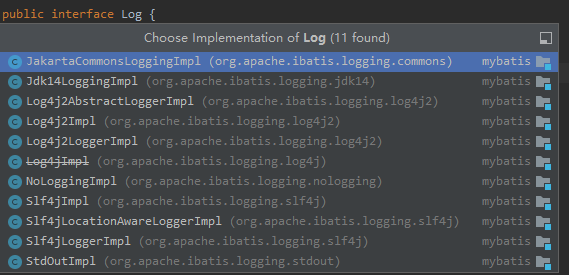 public interface Log {
Choose Implementation of Log (11 found)
JakartaCommonsLoggingImpl (org.apache.ibatis.logging.commons) mybatis
Jdk14LoggingImpl (org.apache.ibatis.logging.jdk14) mybatis
Log4j2AbstractLoggerImpl (org.apache.ibatis.logging.log4j2) mybatis
Log4j2Impl (org.apache.ibatis.logging.log4j2) mybatis
Log4j2LoggerImpl (org.apache.ibatis.logging.log4j2) mybatis
Log4jImpl (org.apache.ibatis.logging.log4j) mybatis
NoLoggingImpl (org.apache.ibatis.logging.nologging) mybatis
Slf4jImpl (org.apache.ibatis.logging.slf4j) mybatis
Slf4jLocationAwareLoggerImpl (org.apache.ibatis.logging.slf4j) mybatis
Slf4jLoggerImpl (org.apache.ibatis.logging.slf4j) mybatis
StdOutImpl (org.apache.ibatis.logging.stdout) mybatis